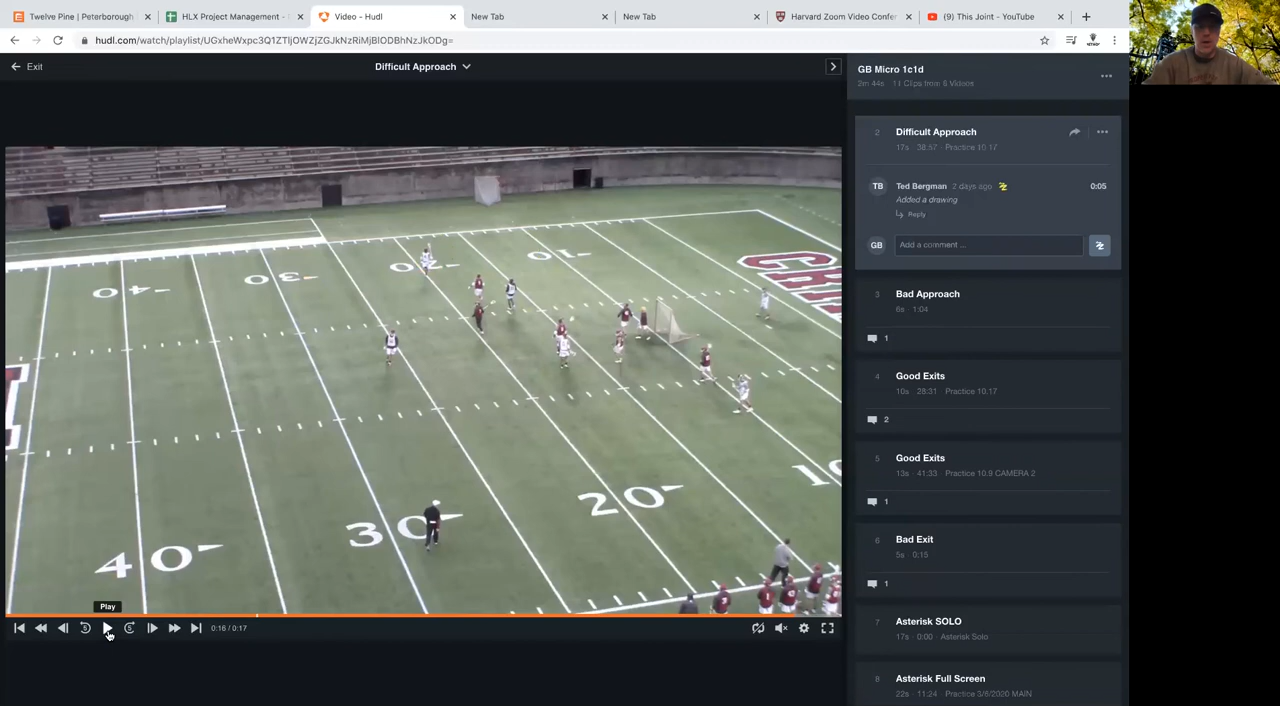 Twelve Pine | Peterborough
HLX Project Management -
Video - Hudl
New Tab
New Tab
Harvard Zoom Video Confer
(9) This Joint - YouTube
Exit
Difficult Approach
GB Micro 1c1d
2m 44s · 11 Clips from 6 Videos
2 Difficult Approach
17s · 38:57 · Practice 10.17
TB Ted Bergman 2 days ago 0:05
Added a drawing
Reply
GB Add a comment ...
3 Bad Approach
6s · 1:04
1
4 Good Exits
10s · 28:31 · Practice 10.17
2
5 Good Exits
13s · 41:33 · Practice 10.9 CAMERA 2
1
6 Bad Exit
5s · 0:15
1
7 Asterisk SOLO
17s · 0:00 · Asterisk Solo
8 Asterisk Full Screen
22s · 11:24 · Practice 3/6/2020 MAIN
40 30 20 10
40 30 20 10
Play
0:16 / 0:17